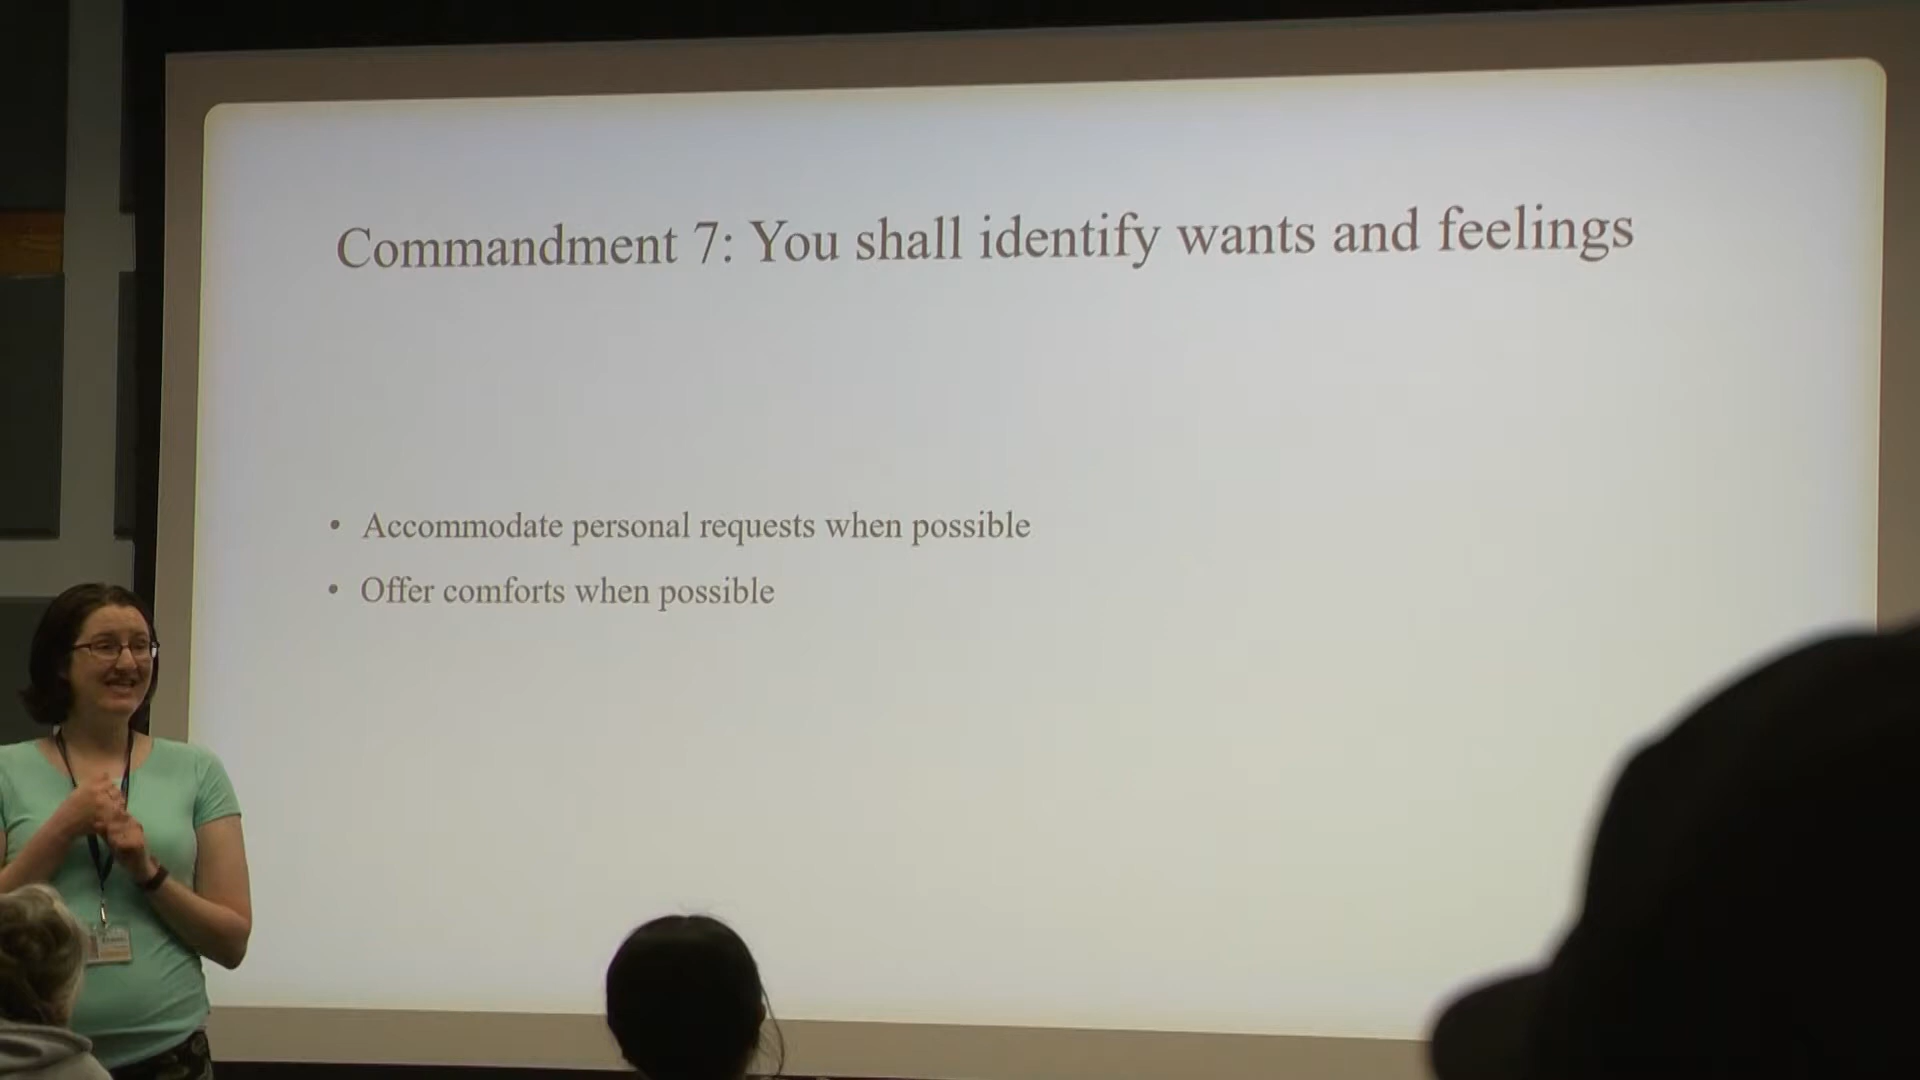 Commandment 7: You shall identify wants and feelings
• Accommodate personal requests when possible
• Offer comforts when possible